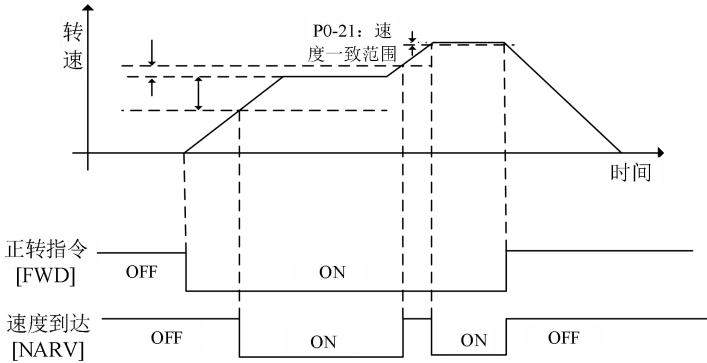 转
速
P0-21：速
度一致范围
时间
正转指令
[FWD]
OFF
ON
速度到达
[NARV]
OFF
ON
ON
OFF